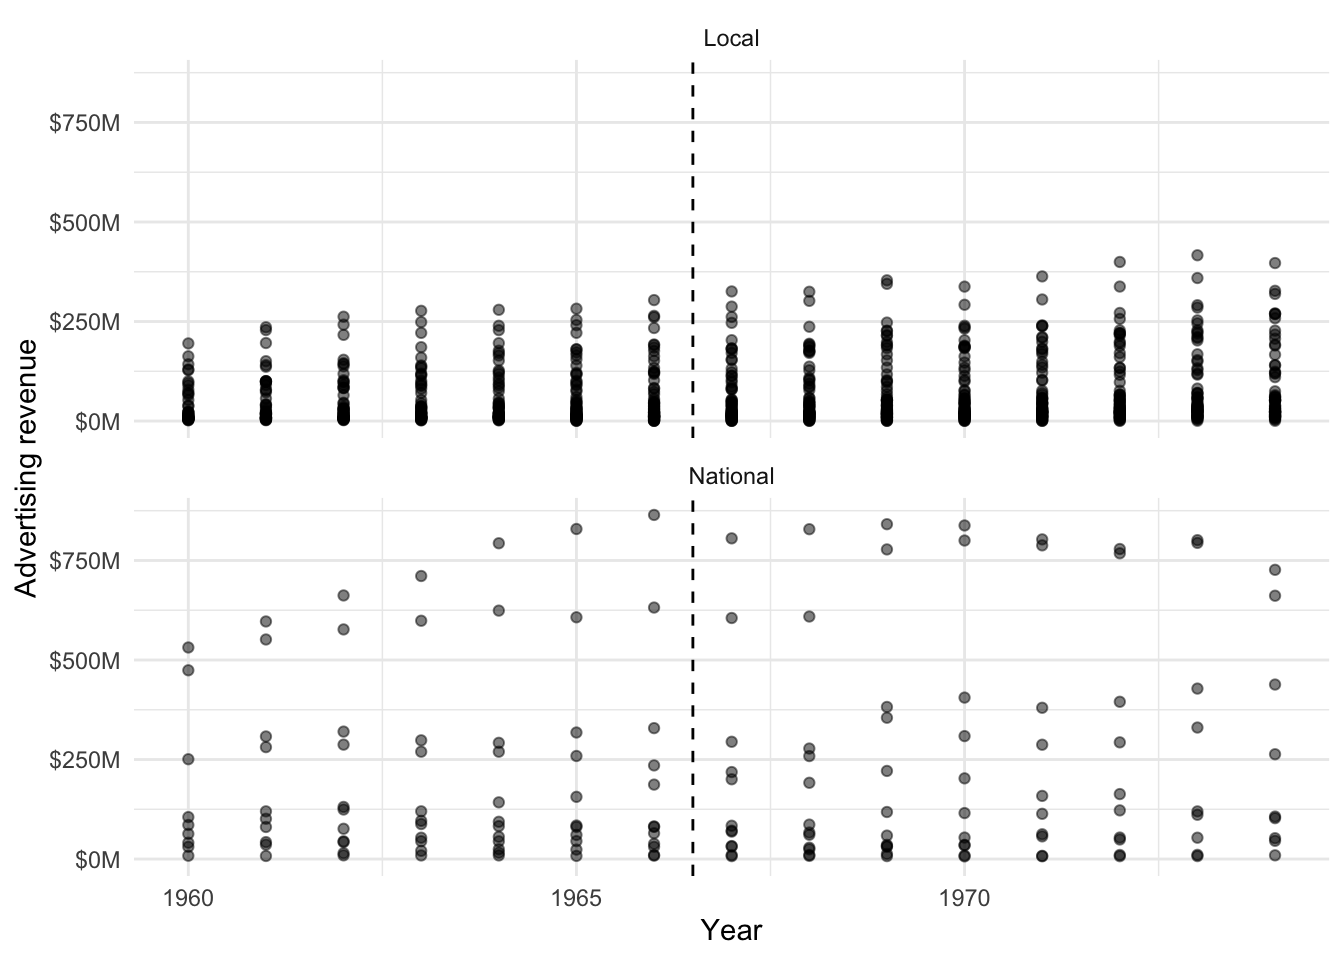 Local
$750M
$500M
$250M
$0M
Advertising revenue
National
$750M
$500M
$250M
$0M
1960 1965 1970
Year